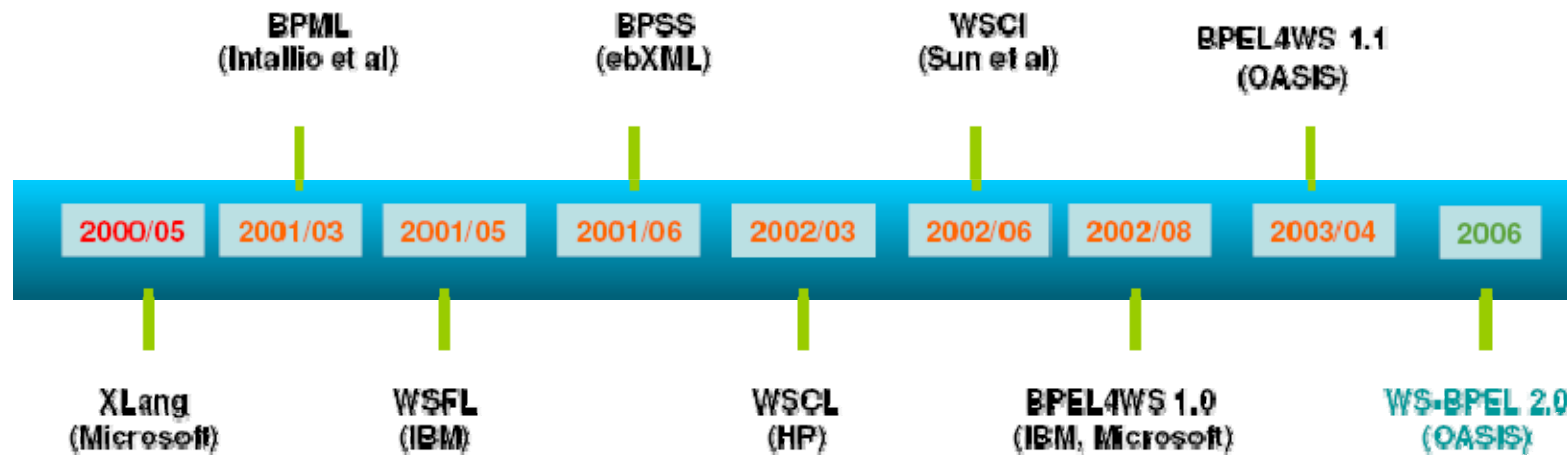 BPML
(Intallio et al)
BPSS
(ebXML)
WSCI
(Sun et al)
BPEL4WS 1.1
(OASIS)
2000/05
2001/03
2001/05
2001/06
2002/03
2002/06
2002/08
2003/04
2006
XLang
(Microsoft)
WSFL
(IBM)
WSCL
(HP)
BPEL4WS 1.0
(IBM, Microsoft)
WS-BPEL 2.0
(OASIS)